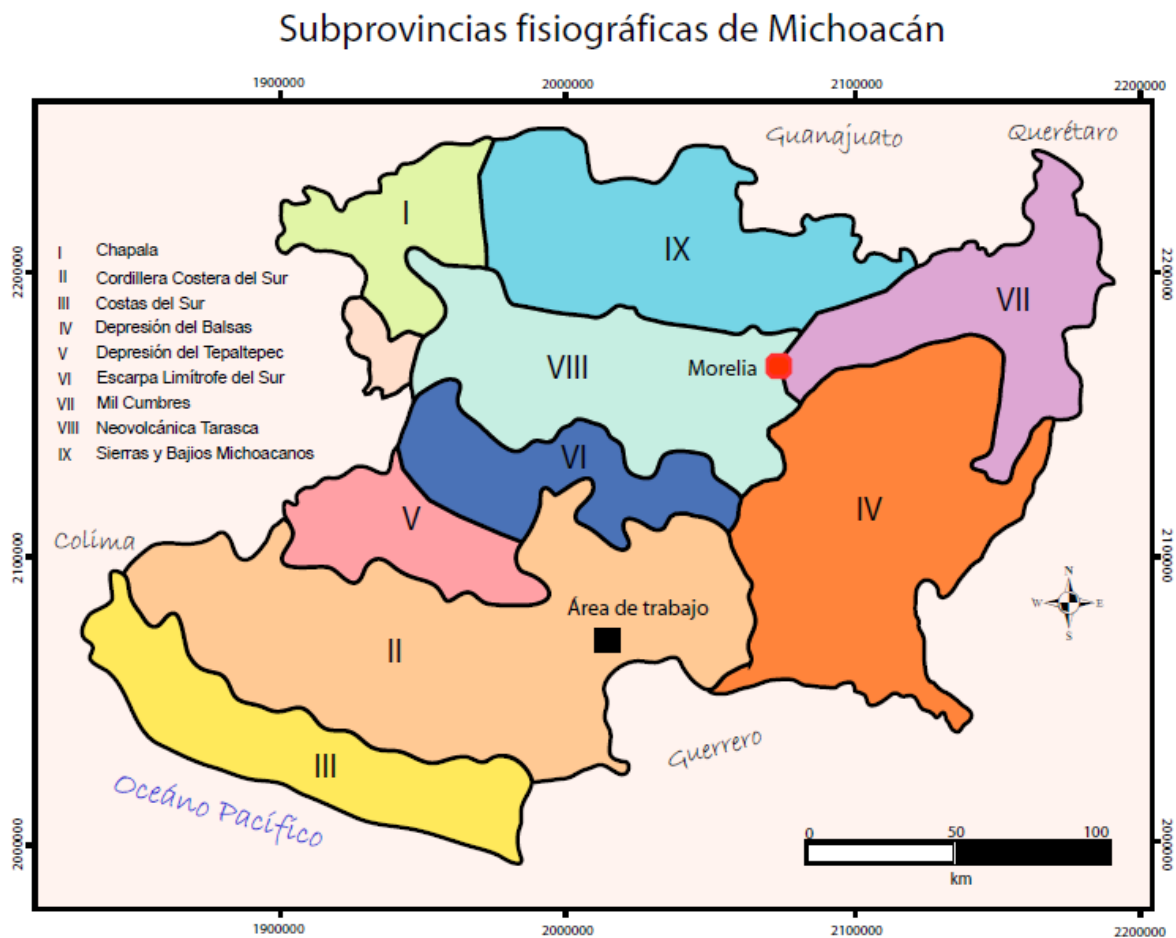 Subprovincias fisiográficas de Michoacán
1900000 2000000 2100000 2200000
Guanajuato
Querétaro
I
IX
VII
2200000
2200000
I Chapala
II Cordillera Costera del Sur
III Costas del Sur
IV Depresión del Balsas
V Depresión del Tepaltepec
VI Escarpa Limítrofe del Sur
VII Mil Cumbres
VIII Neovolcánica Tarasca
IX Sierras y Bajios Michoacanos
VIII
Morelia
VI
IV
V
Colima
2100000
2100000
N
W E
S
Área de trabajo
II
Guerrero
III
Oceáno Pacífico
2000000
2000000
0 50 100
km
1900000 2000000 2100000 2200000